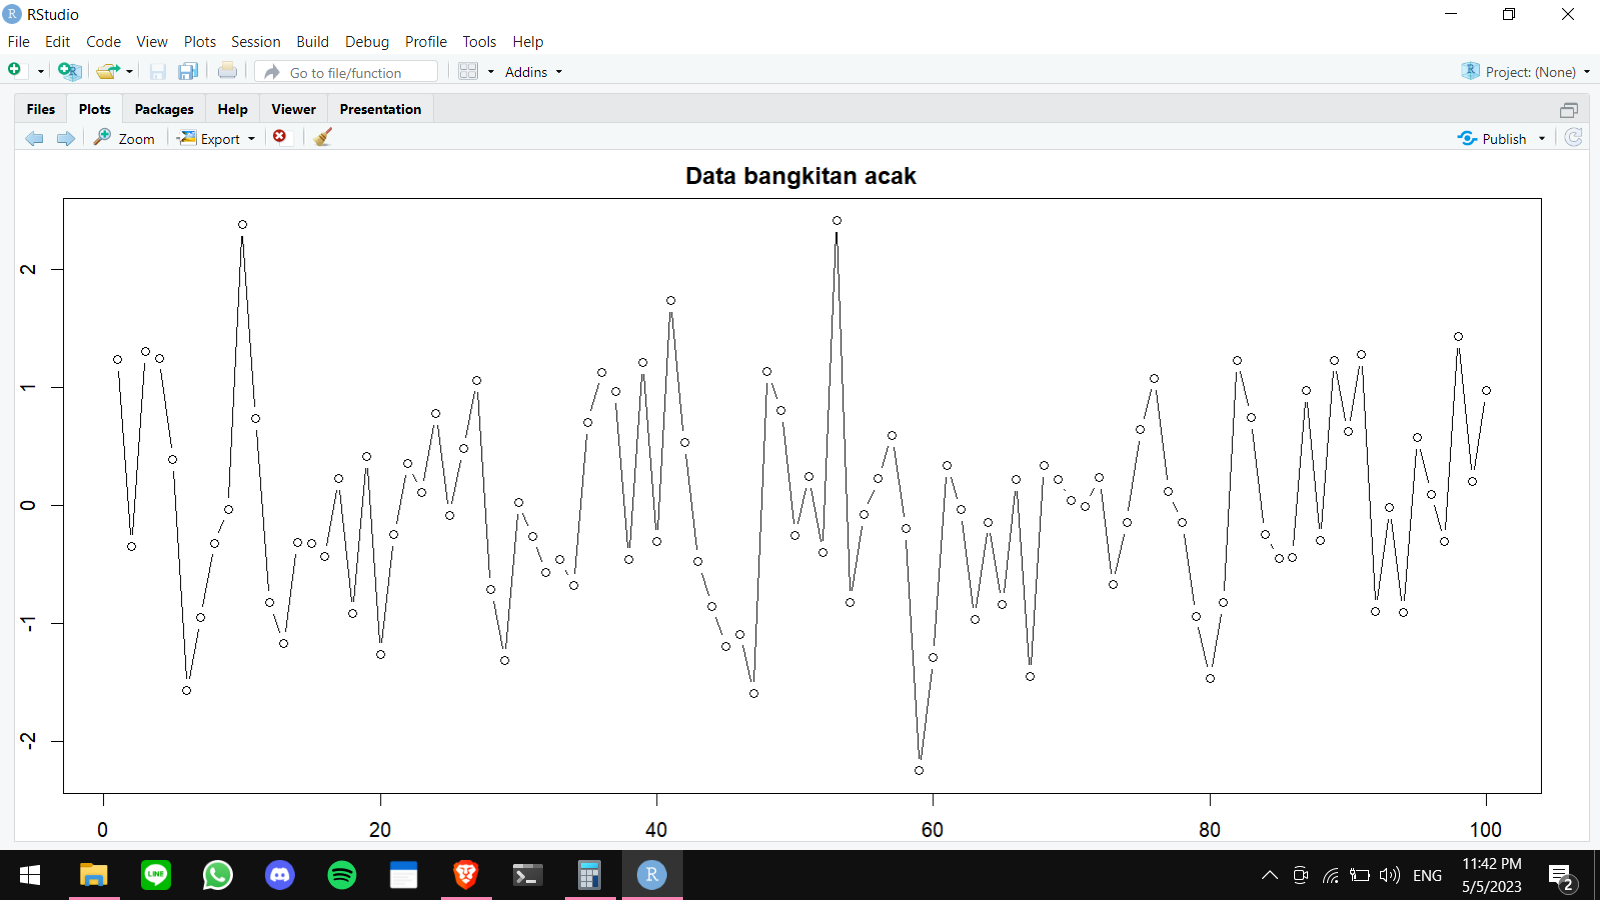 RStudio
File Edit Code View Plots Session Build Debug Profile Tools Help
Go to file/function Addins Project: (None)
Files Plots Packages Help Viewer Presentation
Zoom Export Publish
Data bangkitan acak
2
1
0
-1
-2
0 20 40 60 80 100
LINE
R
ENG
11:42 PM
5/5/2023
2